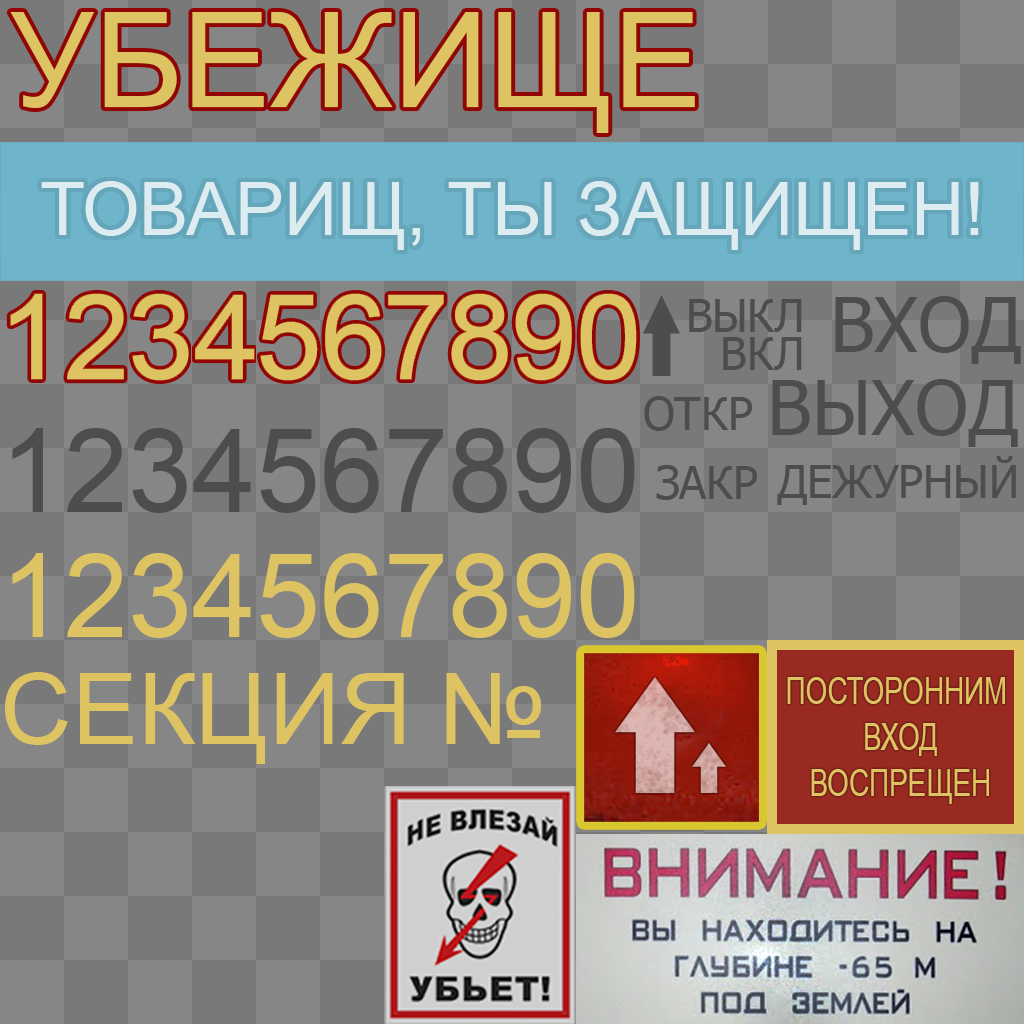 УБЕЖИЩЕ
ТОВАРИЩ, ТЫ ЗАЩИЩЕН!
1234567890
ВЫКЛ
ВКЛ
ВХОД
ОТКР
ВЫХОД
1234567890
ЗАКР
ДЕЖУРНЫЙ
1234567890
СЕКЦИЯ №
ПОСТОРОННИМ
ВХОД
ВОСПРЕЩЕН
НЕ ВЛЕЗАЙ
УБЬЕТ!
ВНИМАНИЕ!
ВЫ НАХОДИТЕСЬ НА
ГЛУБИНЕ -65 М
ПОД ЗЕМЛЕЙ